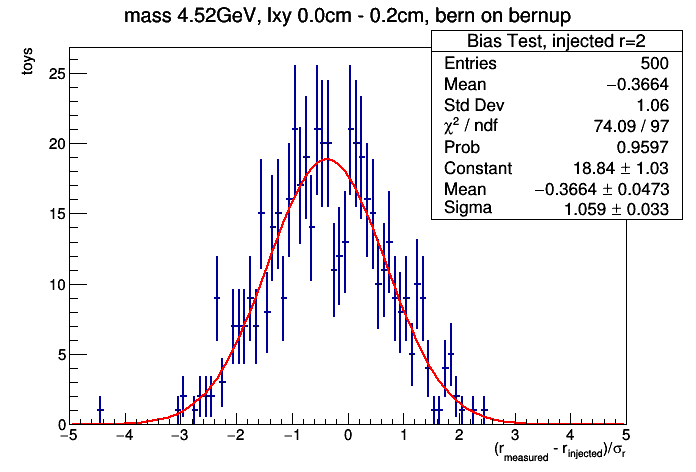 mass 4.52GeV, lxy 0.0cm - 0.2cm, bern on bernup
Bias Test, injected r=2
Entries 500
Mean −0.3664
Std Dev 1.06
χ² / ndf 74.09 / 97
Prob 0.9597
Constant 18.84 ± 1.03
Mean −0.3664 ± 0.0473
Sigma 1.059 ± 0.033
toys
25
20
15
10
5
0
−5 −4 −3 −2 −1 0 1 2 3 4 5
(r_measured - r_injected)/σ_r